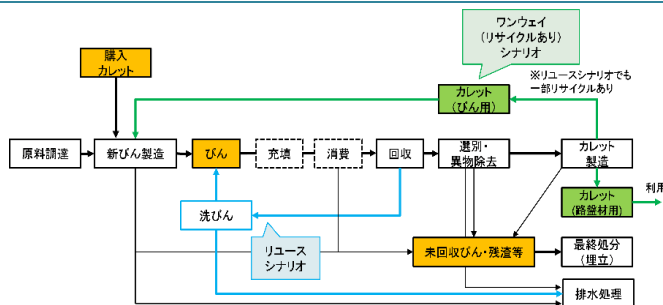 ワンウェイ
（リサイクルあり）
シナリオ
購入
カレット
※リユースシナリオでも
一部リサイクルあり
カレット
（びん用）
原料調達
新びん製造
びん
充填
消費
回収
選別・
異物除去
カレット
製造
利用
カレット
（路盤材用）
洗びん
リユース
シナリオ
未回収びん・残渣等
最終処分
（埋立）
排水処理